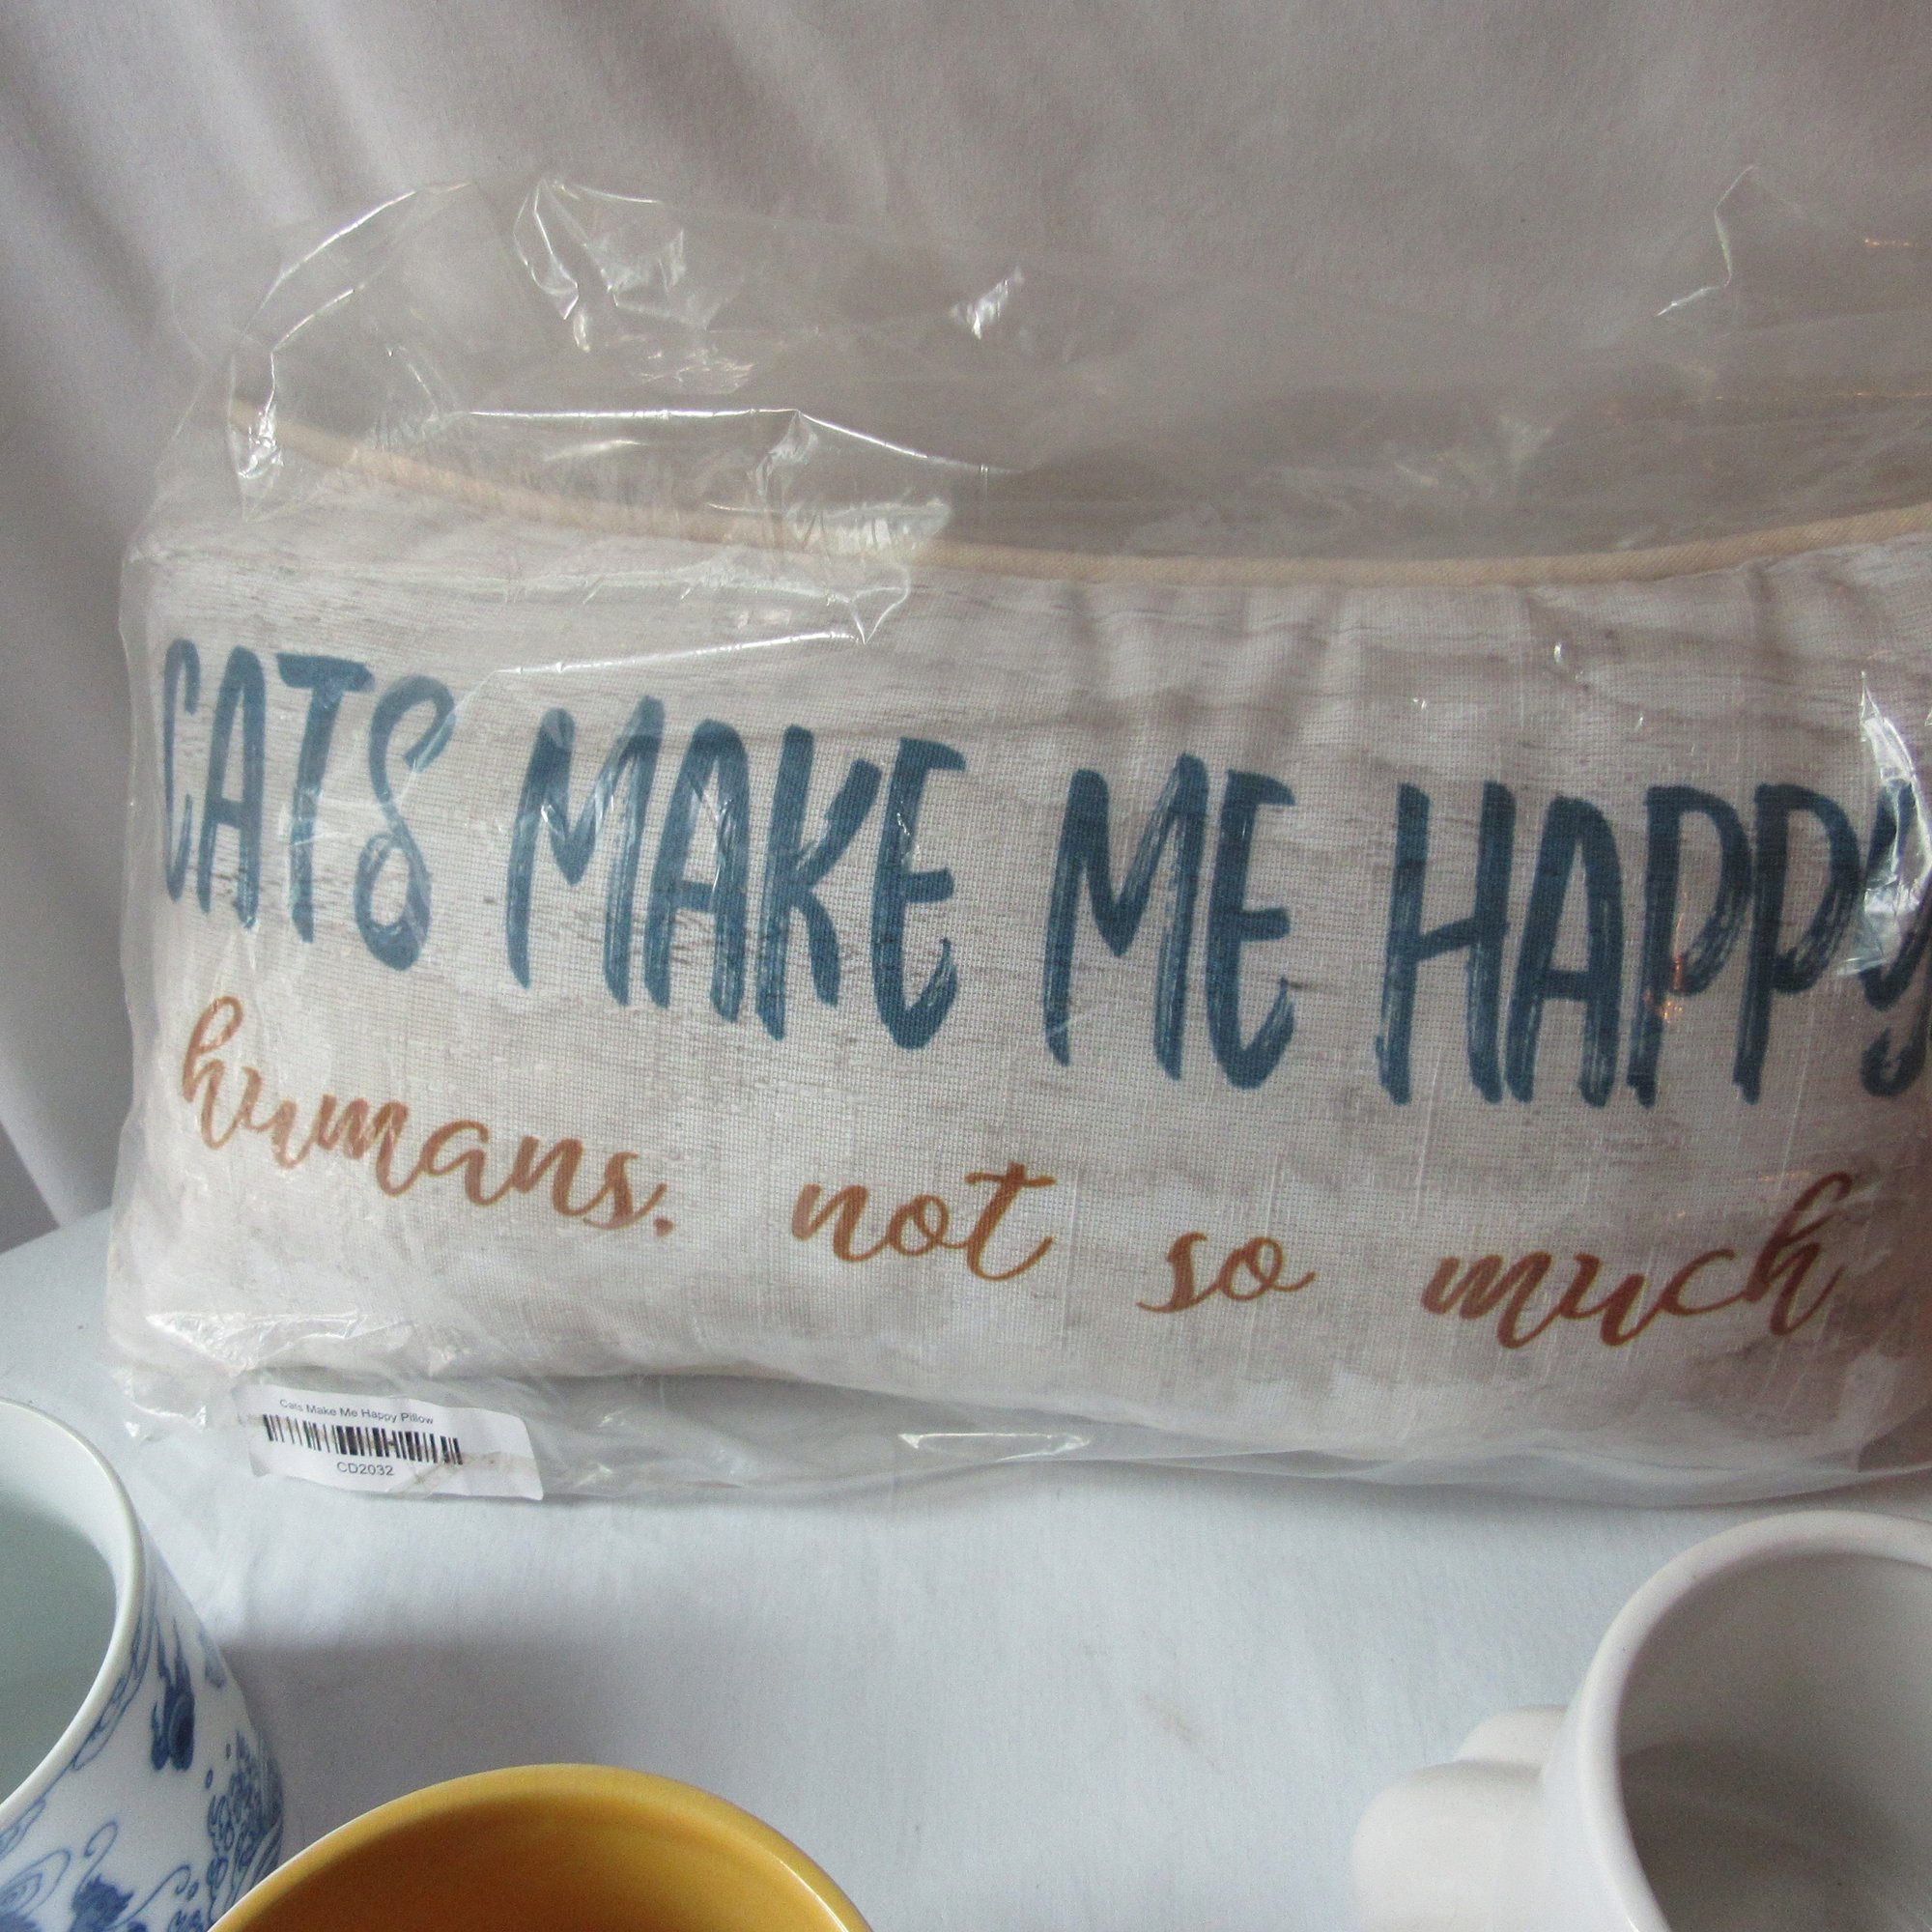 CATS MAKE ME HAPPY
humans. not so much
Cats Make Me Happy Pillow
CD2032